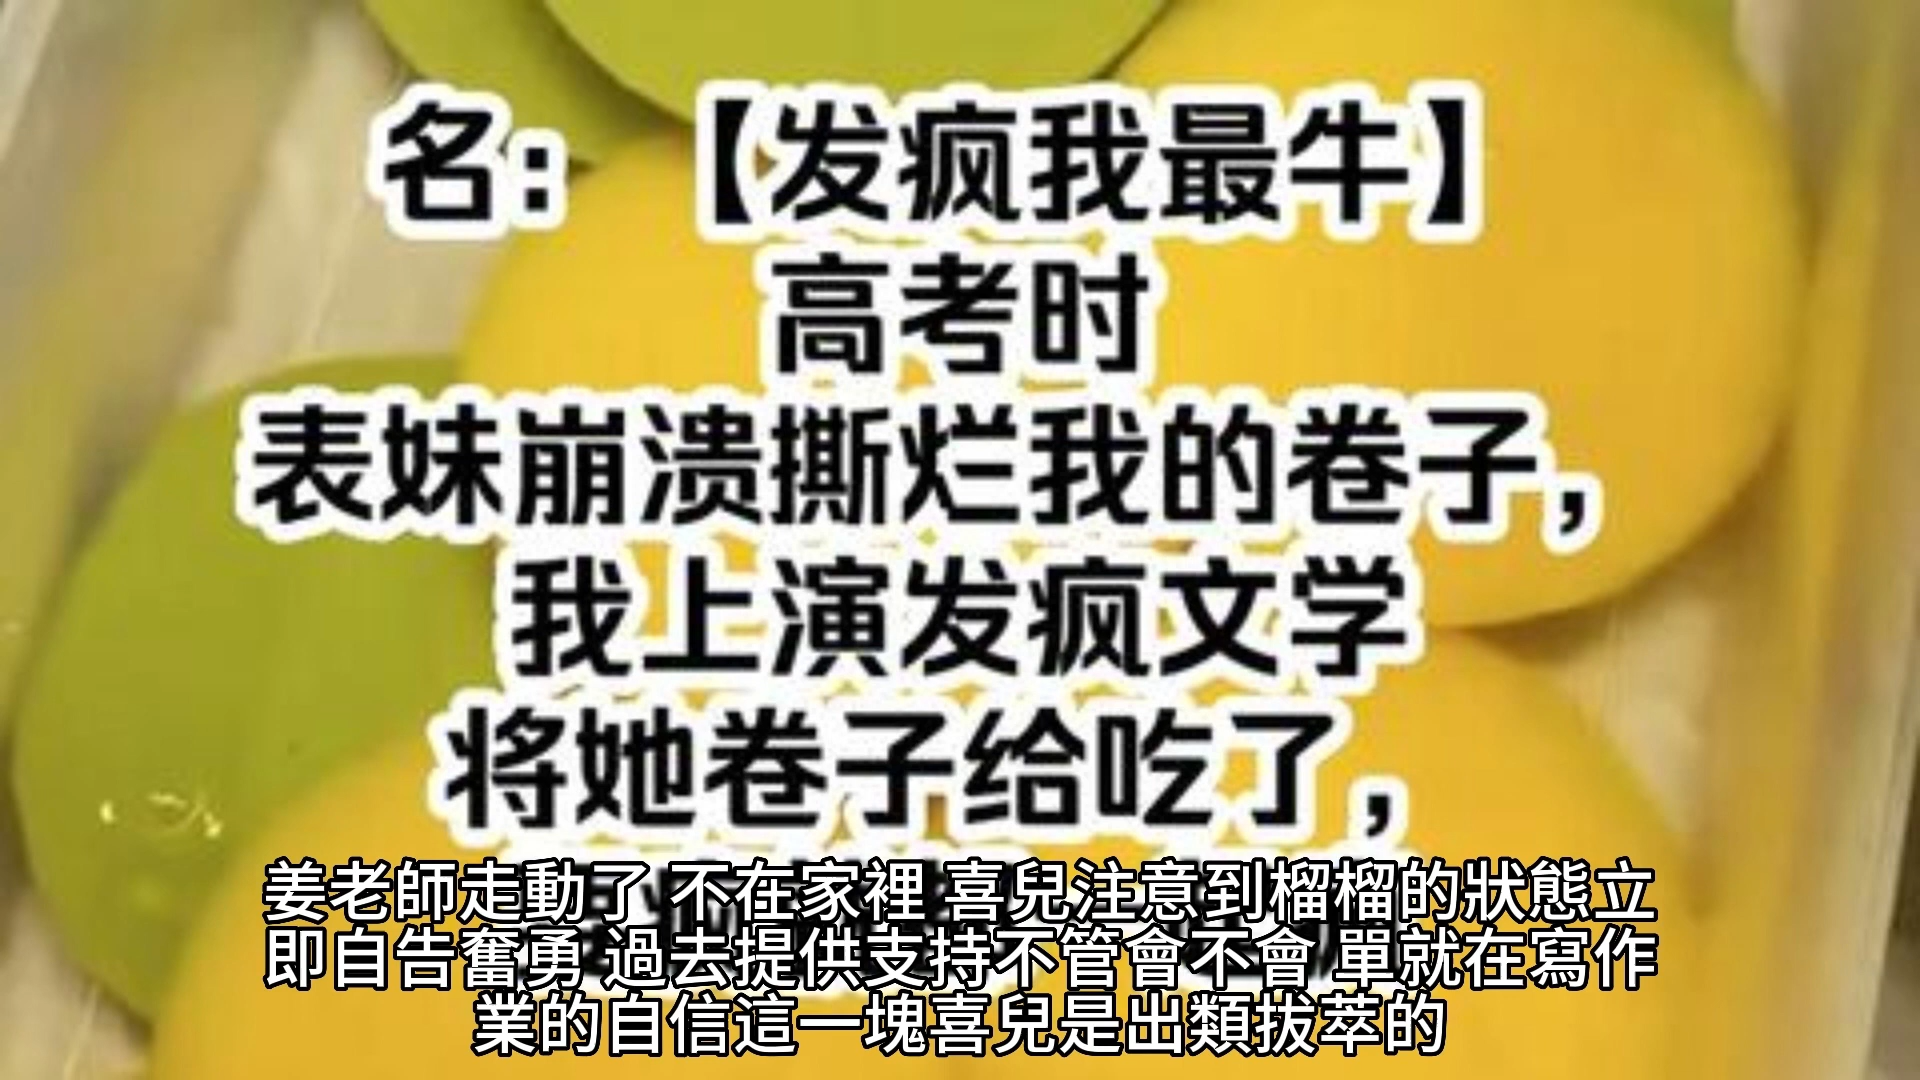 名：【发疯我最牛】
高考时
表妹崩溃撕烂我的卷子，
我上演发疯文学
将她卷子给吃了，
姜老師走動了 不在家裡 喜兒注意到榴榴的狀態立
即自告奮勇 過去提供支持不管會不會 單就在寫作
業的自信這一塊喜兒是出類拔萃的